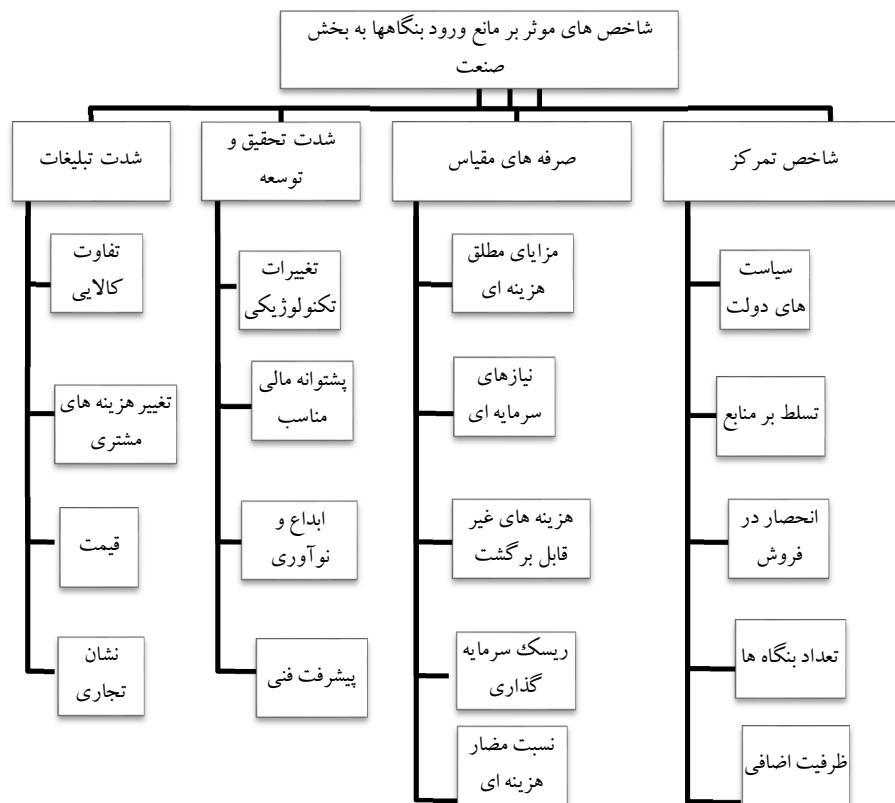 شاخص های موثر بر مانع ورود بنگاهها به بخش
صنعت
شاخص تمرکز
صرفه های مقیاس
شدت تحقیق و
توسعه
شدت تبلیغات
سیاست
های دولت
تسلط بر منابع
انحصار در
فروش
تعداد بنگاه ها
ظرفیت اضافی
مزایای مطلق
هزینه ای
نیازهای
سرمایه ای
هزینه های غیر
قابل برگشت
ریسک سرمایه
گذاری
نسبت مضار
هزینه ای
تغییرات
تکنولوژیکی
پشتوانه مالی
مناسب
ابداع و
نوآوری
پیشرفت فنی
تفاوت
کالایی
تغییر هزینه های
مشتری
قیمت
نشان
تجاری